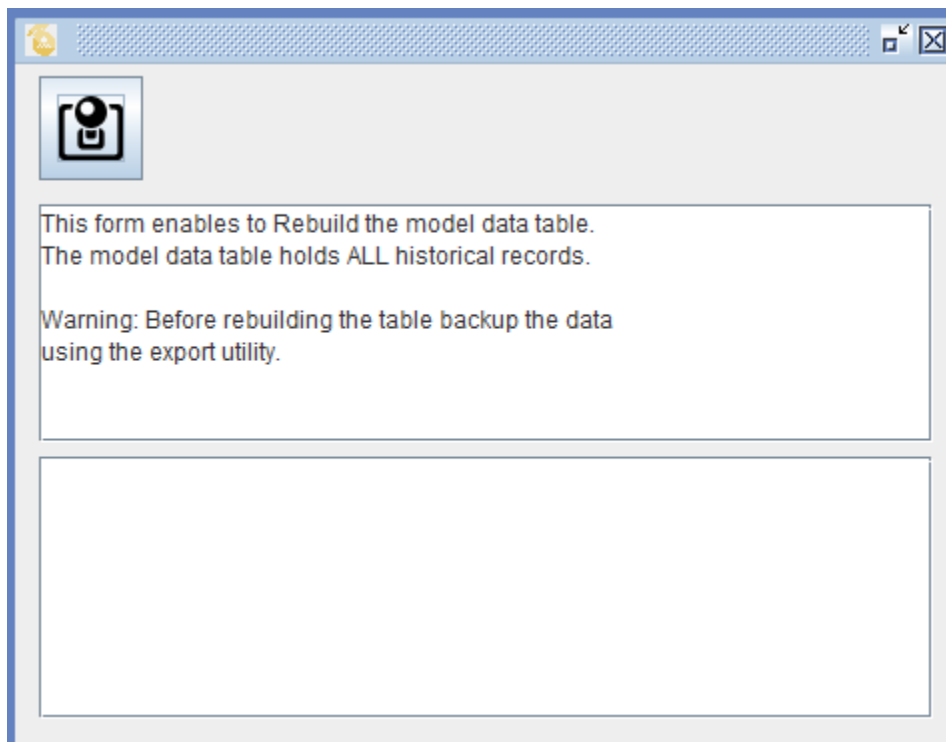 This form enables to Rebuild the model data table.
The model data table holds ALL historical records.
Warning: Before rebuilding the table backup the data
using the export utility.